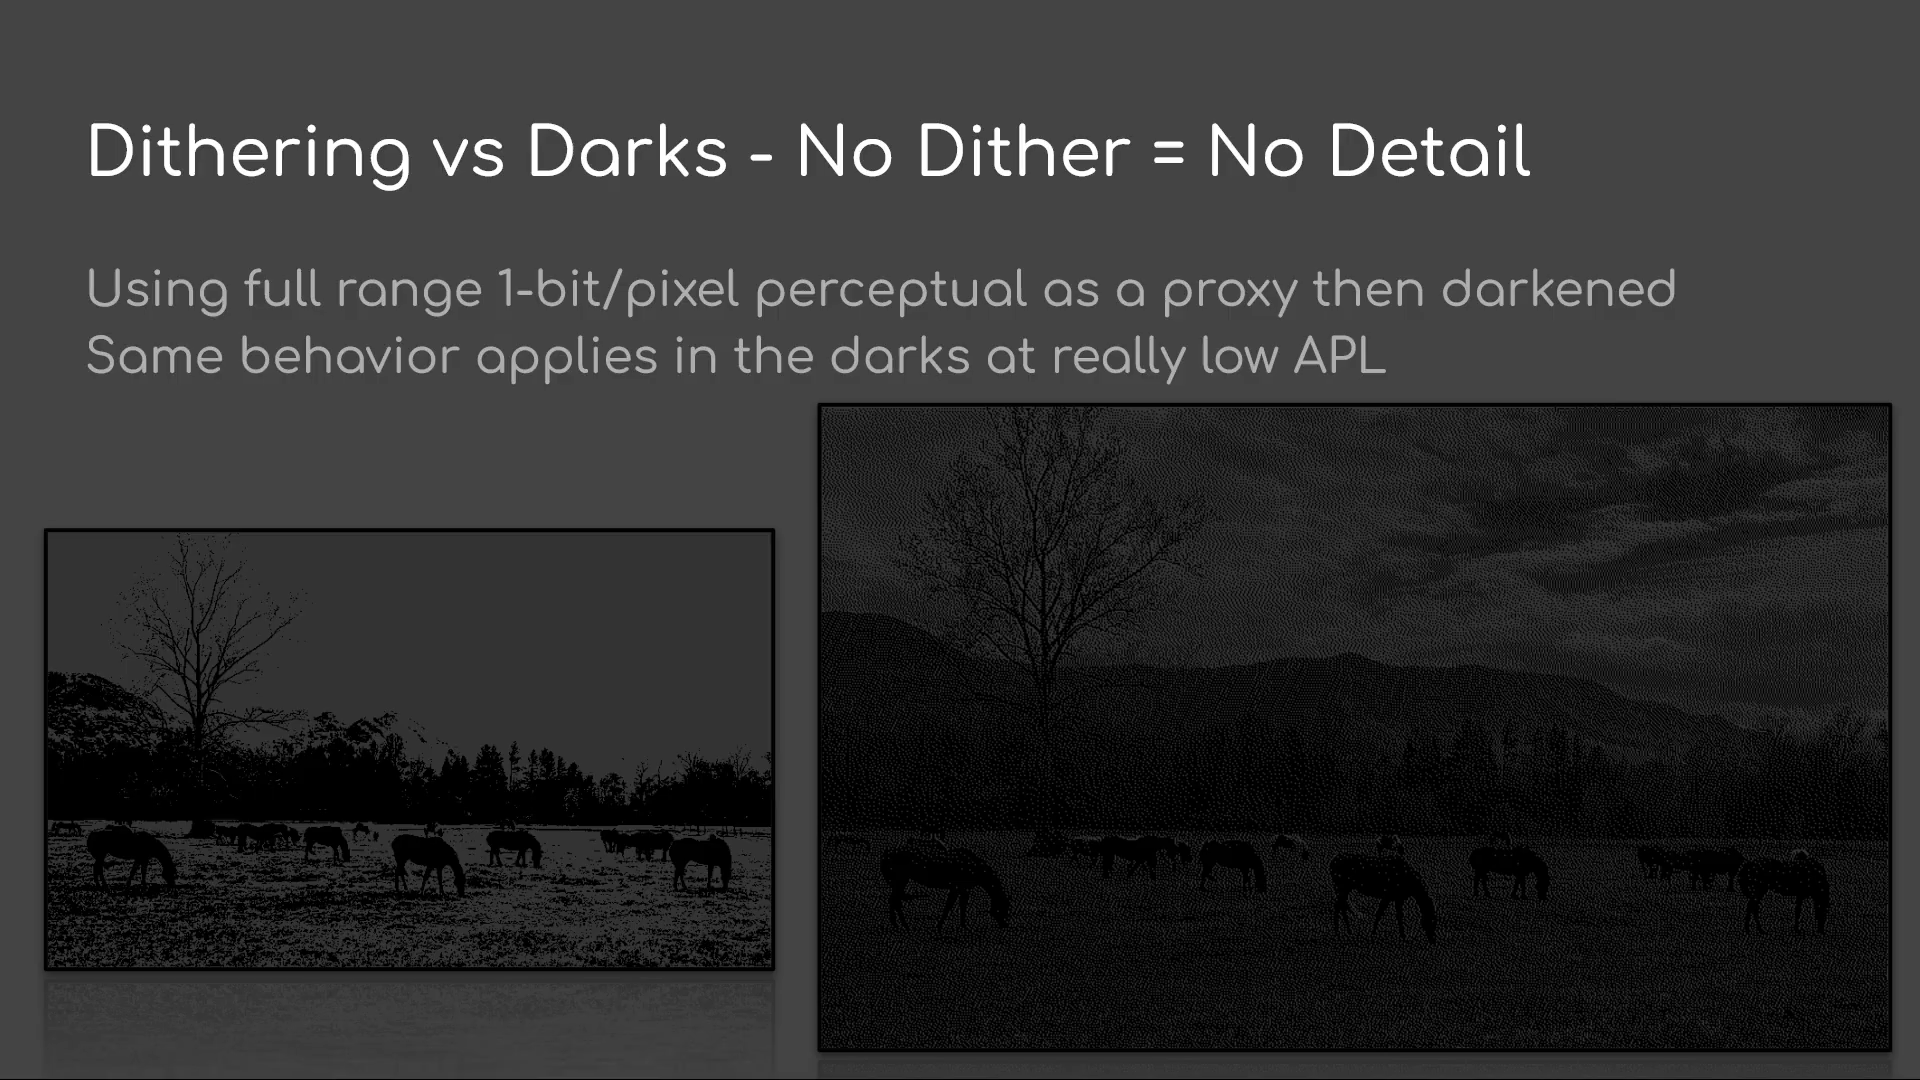 Dithering vs Darks - No Dither = No Detail
Using full range 1-bit/pixel perceptual as a proxy then darkened
Same behavior applies in the darks at really low APL